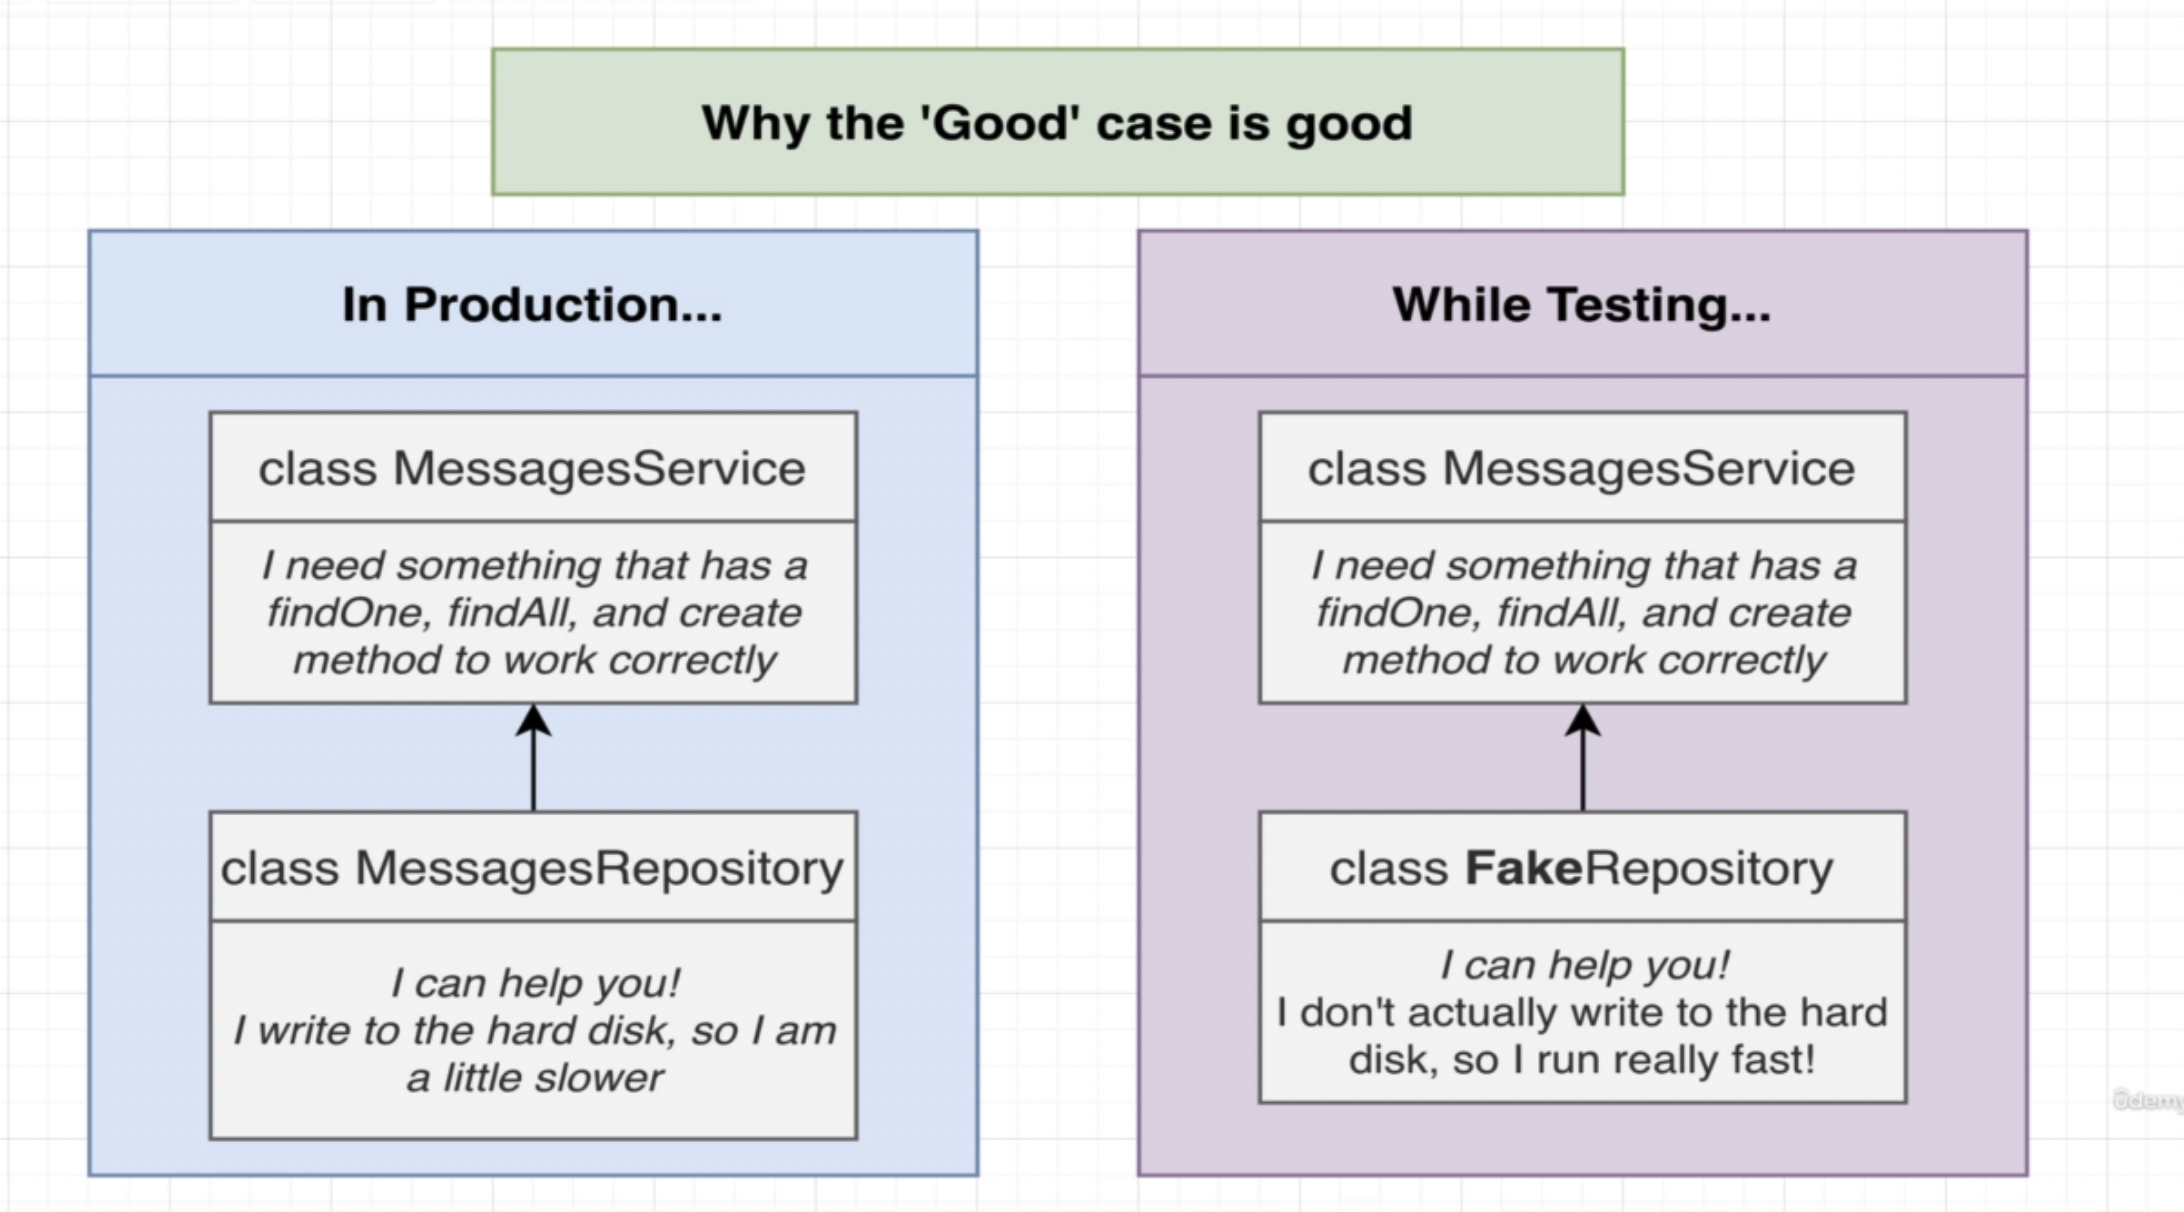 Why the 'Good' case is good
In Production...
class MessagesService
I need something that has a
findOne, findAll, and create
method to work correctly
class MessagesRepository
I can help you!
I write to the hard disk, so I am
a little slower
While Testing...
class MessagesService
I need something that has a
findOne, findAll, and create
method to work correctly
class FakeRepository
I can help you!
I don't actually write to the hard
disk, so I run really fast!
ûdemy